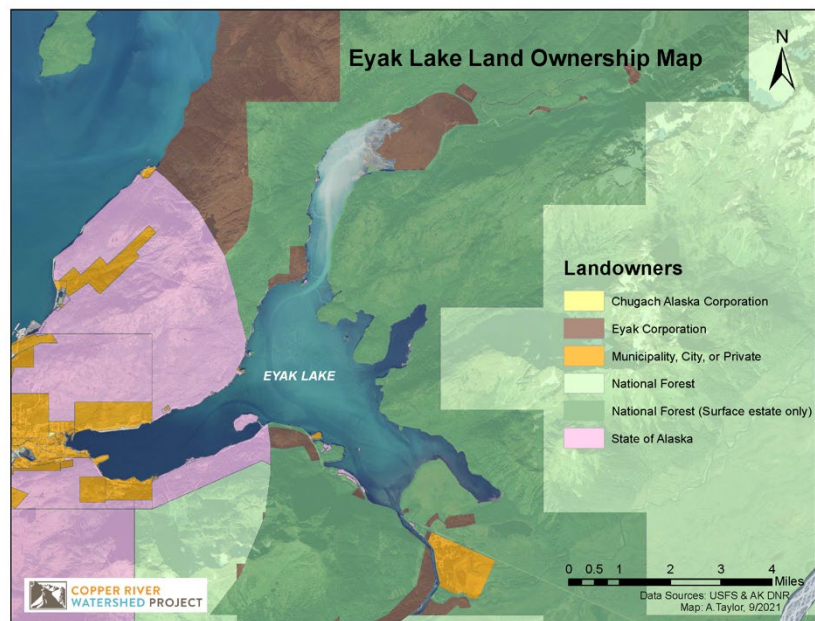 Eyak Lake Land Ownership Map
N
Landowners
Chugach Alaska Corporation
Eyak Corporation
Municipality, City, or Private
National Forest
National Forest (Surface estate only)
State of Alaska
EYAK LAKE
0 0.5 1 2 3 4
Miles
Data Sources: USFS & AK DNR
Map: A.Taylor, 9/2021
COPPER RIVER
WATERSHED PROJECT